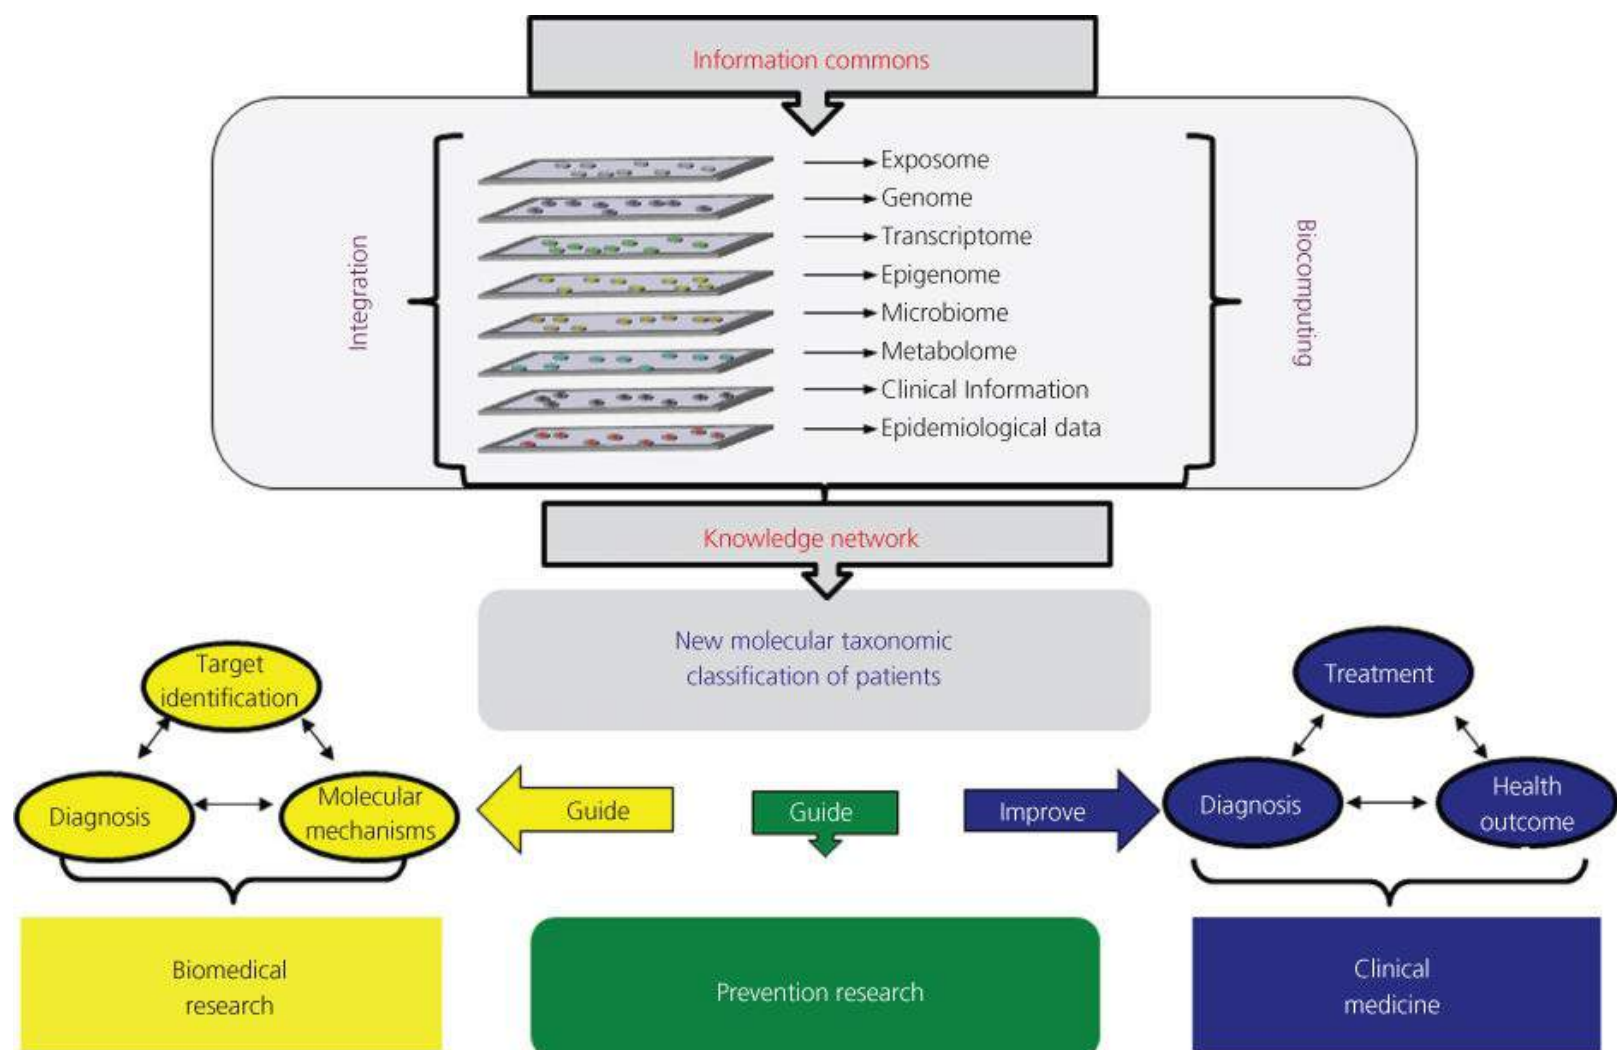 Information commons
Integration
Exposome
Genome
Transcriptome
Epigenome
Microbiome
Metabolome
Clinical Information
Epidemiological data
Biocomputing
Knowledge network
New molecular taxonomic
classification of patients
Target
identification
Diagnosis
Molecular
mechanisms
Guide
Guide
Improve
Treatment
Diagnosis
Health
outcome
Biomedical
research
Prevention research
Clinical
medicine